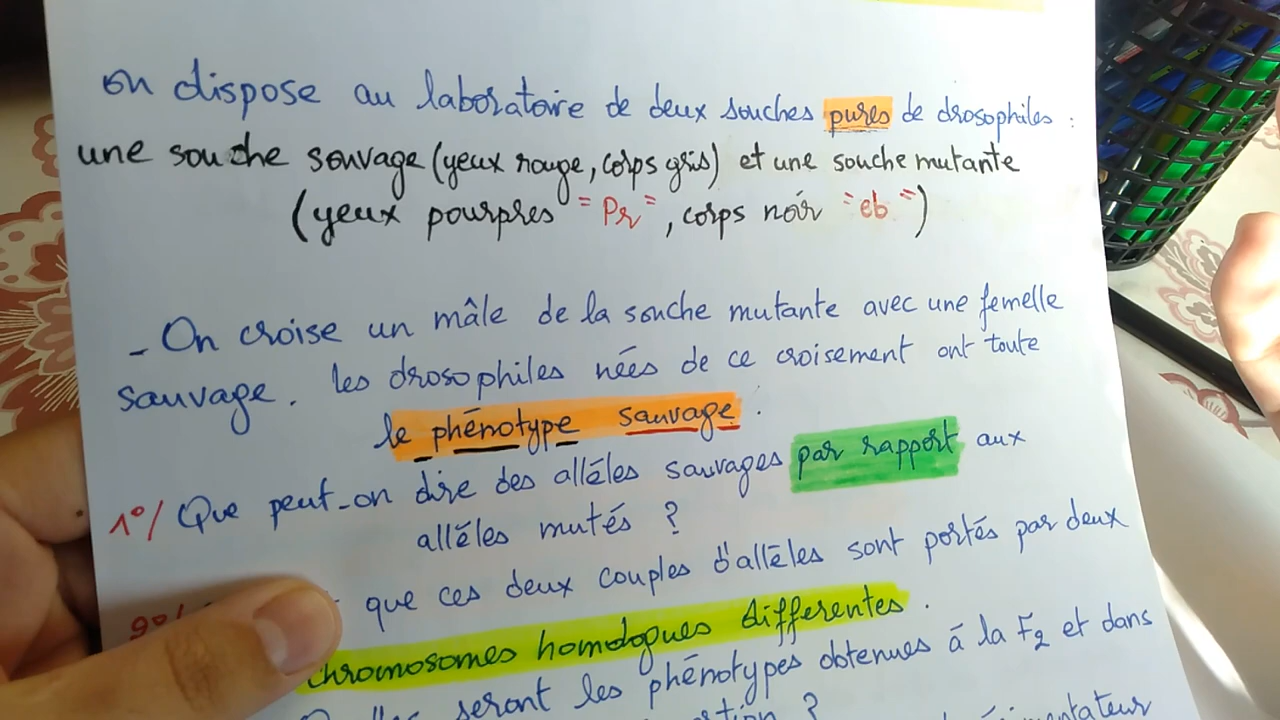 on dispose au laboratoire de deux souches pures de drosophiles :
une souche souvage (yeux rouge, corps gris) et une souche mutante
(yeux pourpres "Pr", corps noir "eb")
- On croise un mâle de la souche mutante avec une femelle
sauvage. les drosophiles nées de ce croisement ont toute
le phénotype sauvage.
1°/ Que peut-on dire des allèles sauvages par rapport aux
allèles mutés ?
que ces deux couples d'allèles sont portés par deux
chromosomes homologues differentes.
seront les phénotypes obtenues à la F2 et dans